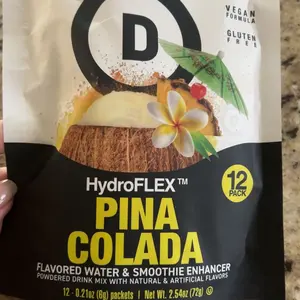 D
VEGAN
FORMULA
GLUTEN
FREE
HydroFLEX™
12
PACK
PINA
COLADA
FLAVORED WATER & SMOOTHIE ENHANCER
POWDERED DRINK MIX WITH NATURAL & ARTIFICIAL FLAVORS
12 - 0.21oz (6g) packets / Net Wt. 2.54oz (72g)